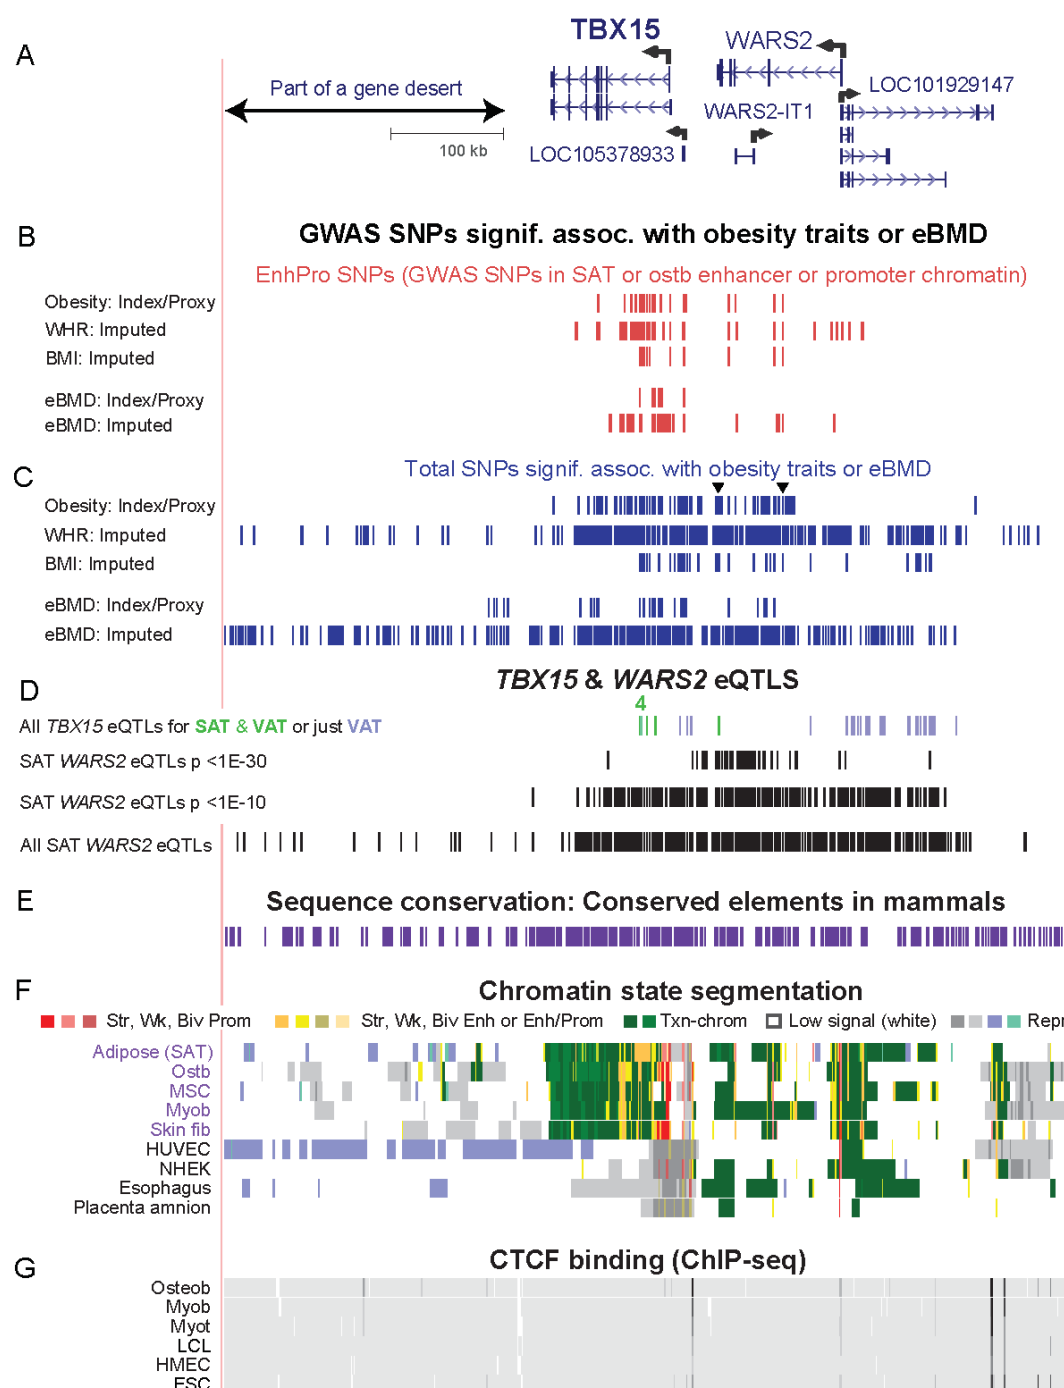 A
TBX15
WARS2
Part of a gene desert
LOC101929147
WARS2-IT1
100 kb
LOC105378933
B
GWAS SNPs signif. assoc. with obesity traits or eBMD
EnhPro SNPs (GWAS SNPs in SAT or ostb enhancer or promoter chromatin)
Obesity: Index/Proxy
WHR: Imputed
BMI: Imputed
eBMD: Index/Proxy
eBMD: Imputed
C
Total SNPs signif. assoc. with obesity traits or eBMD
Obesity: Index/Proxy
WHR: Imputed
BMI: Imputed
eBMD: Index/Proxy
eBMD: Imputed
D
TBX15 & WARS2 eQTLS
4
All TBX15 eQTLs for SAT & VAT or just VAT
SAT WARS2 eQTLs p <1E-30
SAT WARS2 eQTLs p <1E-10
All SAT WARS2 eQTLs
E
Sequence conservation: Conserved elements in mammals
F
Chromatin state segmentation
Str, Wk, Biv Prom Str, Wk, Biv Enh or Enh/Prom Txn-chrom Low signal (white) Repr
Adipose (SAT)
Ostb
MSC
Myob
Skin fib
HUVEC
NHEK
Esophagus
Placenta amnion
G
CTCF binding (ChIP-seq)
Osteob
Myob
Myot
LCL
HMEC
ESC